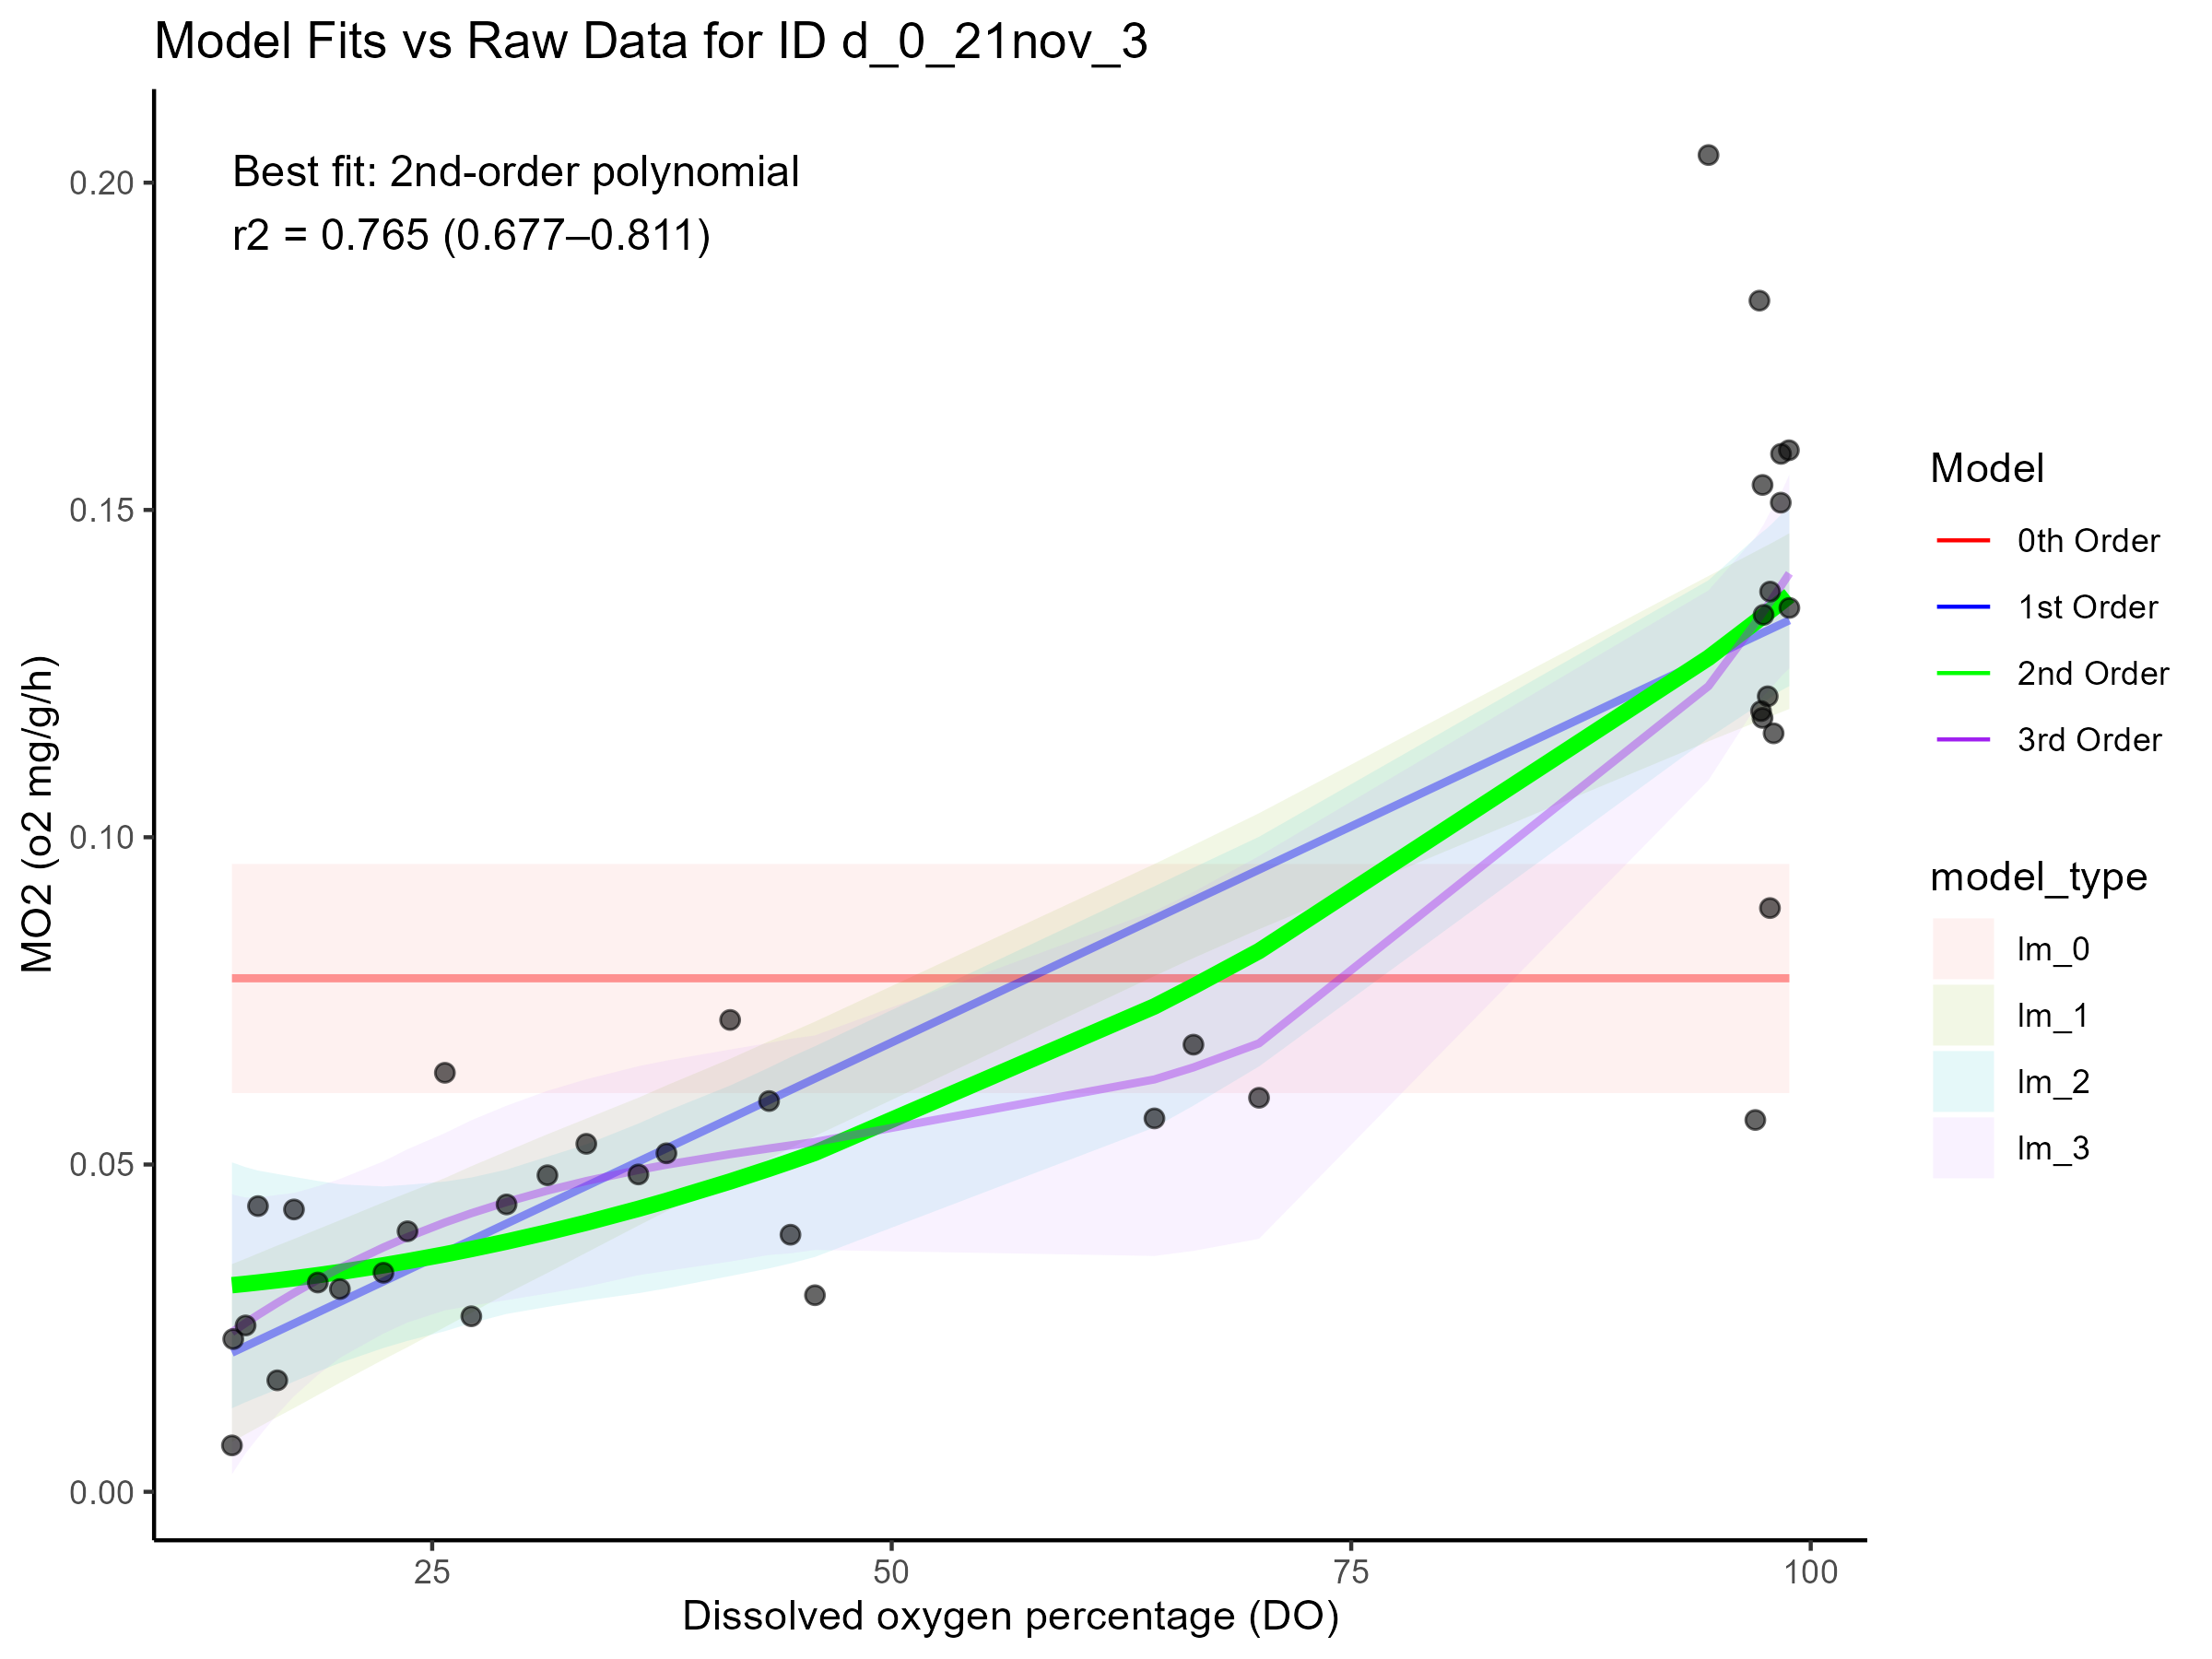 Model Fits vs Raw Data for ID d_0_21nov_3
Best fit: 2nd-order polynomial
r2 = 0.765 (0.677–0.811)
MO2 (o2 mg/g/h)
0.20
0.15
0.10
0.05
0.00
25
50
75
100
Dissolved oxygen percentage (DO)
Model
0th Order
1st Order
2nd Order
3rd Order
model_type
lm_0
lm_1
lm_2
lm_3